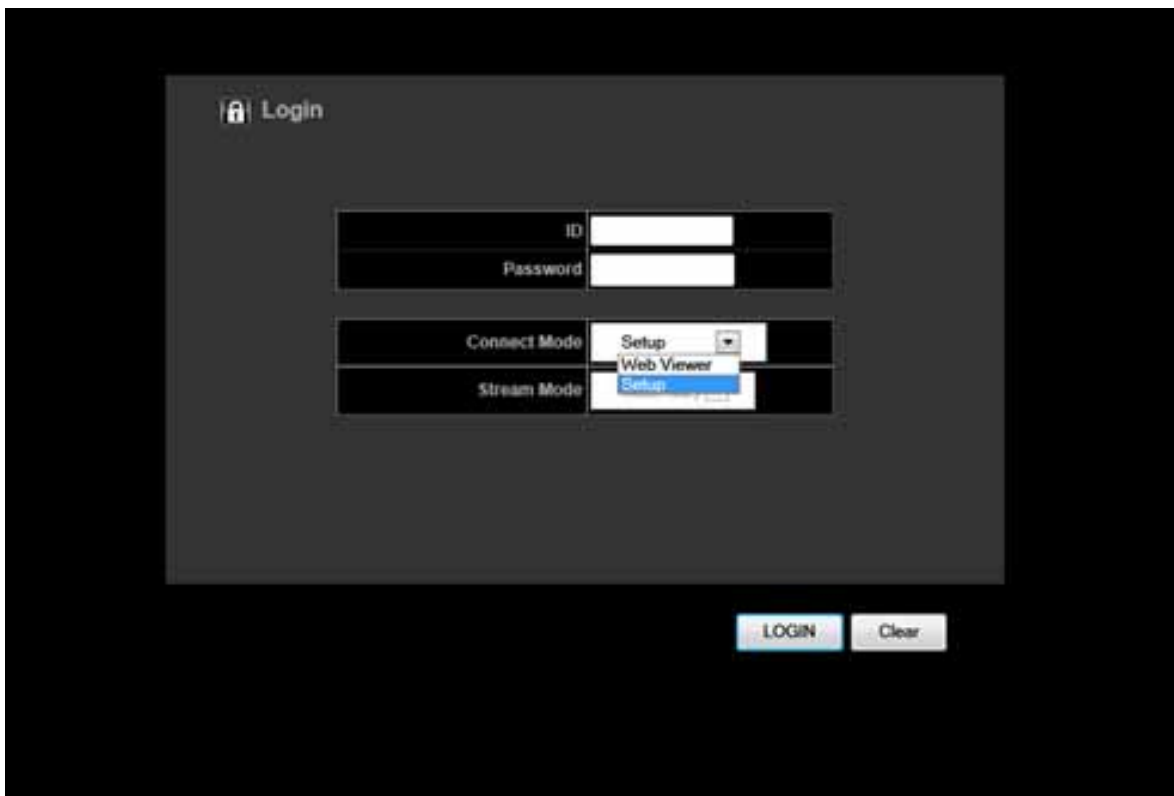 Login
ID
Password
Connect Mode Setup
Web Viewer
Setup
Stream Mode
LOGIN Clear